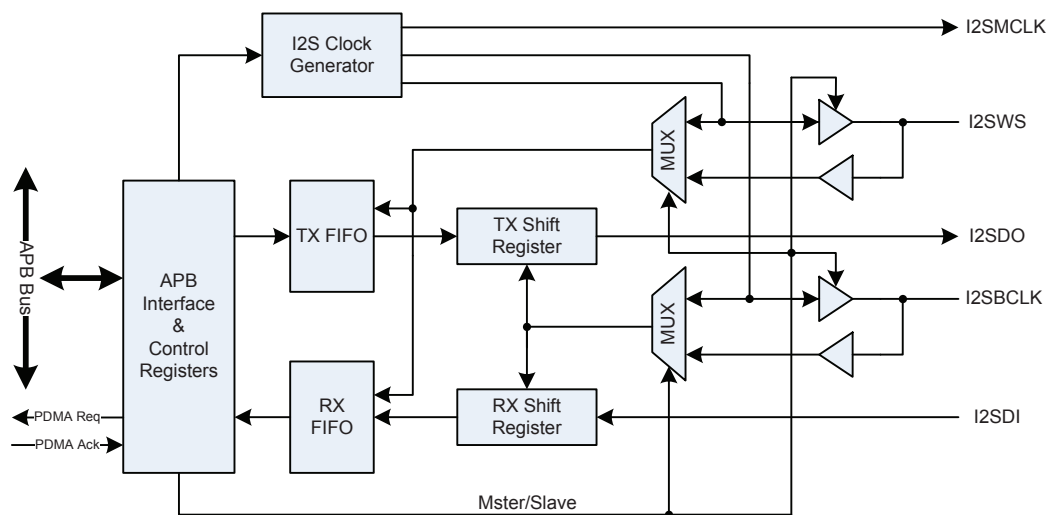 I2S Clock
Generator
I2SMCLK
I2SWS
MUX
APB Bus
APB
Interface
&
Control
Registers
TX FIFO
TX Shift
Register
I2SDO
MUX
I2SBCLK
RX
FIFO
RX Shift
Register
I2SDI
PDMA Req
PDMA Ack
Mster/Slave